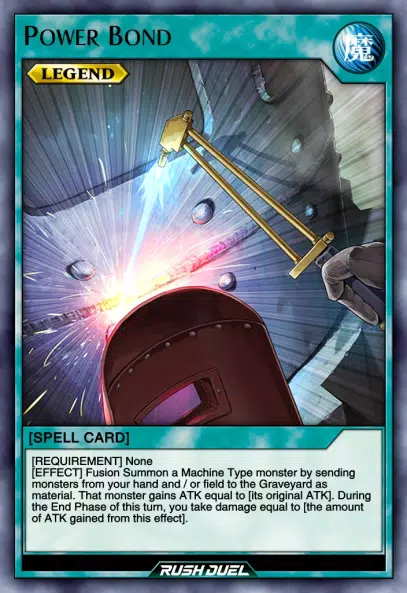 Power Bond
魔
LEGEND
[SPELL CARD]
[REQUIREMENT] None
[EFFECT] Fusion Summon a Machine Type monster by sending
monsters from your hand and / or field to the Graveyard as
material. That monster gains ATK equal to [its original ATK]. During
the End Phase of this turn, you take damage equal to [the amount
of ATK gained from this effect].
RUSH DUEL